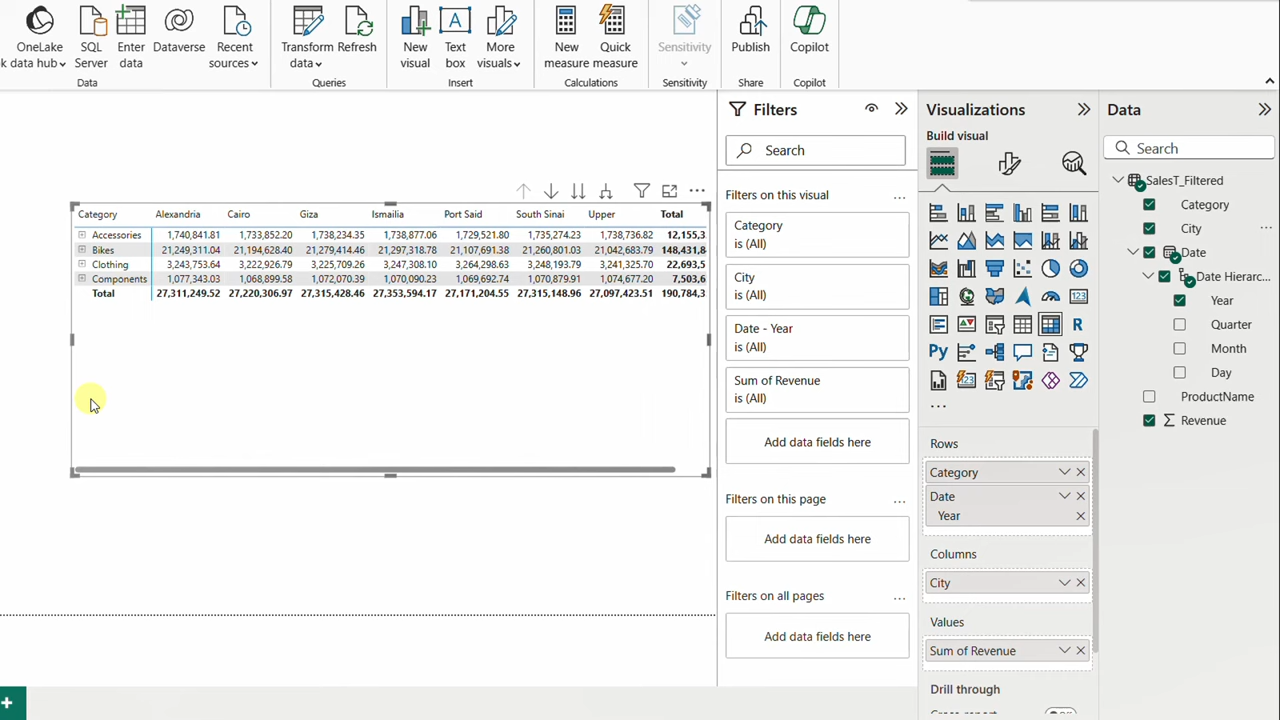 OneLake
k data hub
SQL
Server
Enter
data
Dataverse
Recent
sources
Transform
data
Refresh
New
visual
Text
box
More
visuals
New
measure
Quick
measure
Sensitivity
Publish
Copilot
Data
Queries
Insert
Calculations
Sensitivity
Share
Copilot
Category Alexandria Cairo Giza Ismailia Port Said South Sinai Upper Total
Accessories 1,740,841.81 1,733,852.20 1,738,234.35 1,738,877.06 1,729,521.80 1,735,274.23 1,738,736.82 12,155,3
Bikes 21,249,311.04 21,194,628.40 21,279,414.46 21,297,318.78 21,107,691.38 21,260,801.03 21,042,683.79 148,431,8
Clothing 3,243,753.64 3,222,926.79 3,225,709.26 3,247,308.10 3,264,298.63 3,248,193.79 3,241,325.70 22,693,5
Components 1,077,343.03 1,068,899.58 1,072,070.39 1,070,090.23 1,069,692.74 1,070,879.91 1,074,677.20 7,503,6
Total 27,311,249.52 27,220,306.97 27,315,428.46 27,353,594.17 27,171,204.55 27,315,148.96 27,097,423.51 190,784,3
Filters
Search
Filters on this visual ...
Category
is (All)
City
is (All)
Date - Year
is (All)
Sum of Revenue
is (All)
Add data fields here
Filters on this page ...
Add data fields here
Filters on all pages ...
Add data fields here
Visualizations
Build visual
123
R
Py
123
...
Rows
Category
Date
Year
Columns
City
Values
Sum of Revenue
Drill through
Cross-report
Data
Search
SalesT_Filtered
Category
City ...
Date
Date Hierarc...
Year
Quarter
Month
Day
ProductName
Σ Revenue